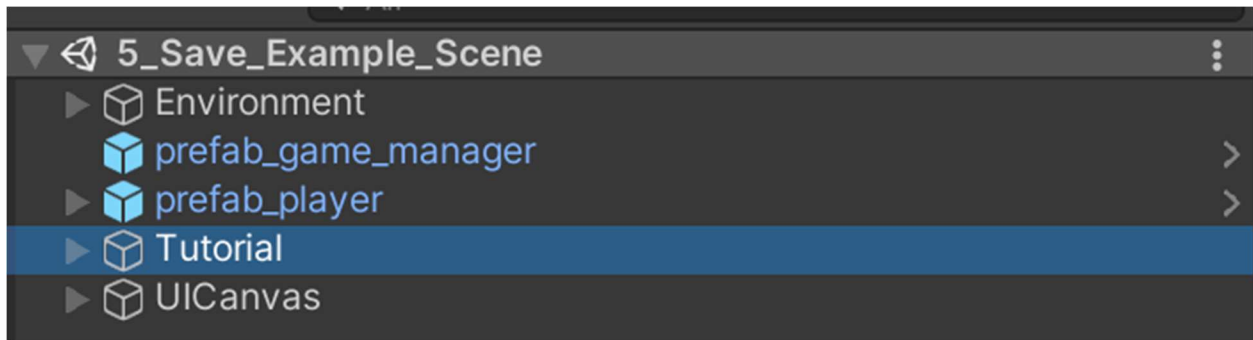 5_Save_Example_Scene
Environment
prefab_game_manager
prefab_player
Tutorial
UICanvas